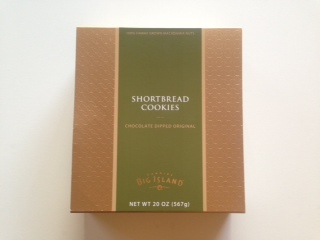 SHORTBREAD
COOKIES
CHOCOLATE DIPPED ORIGINAL
BIG ISLAND
NET WT 20 OZ (567g)